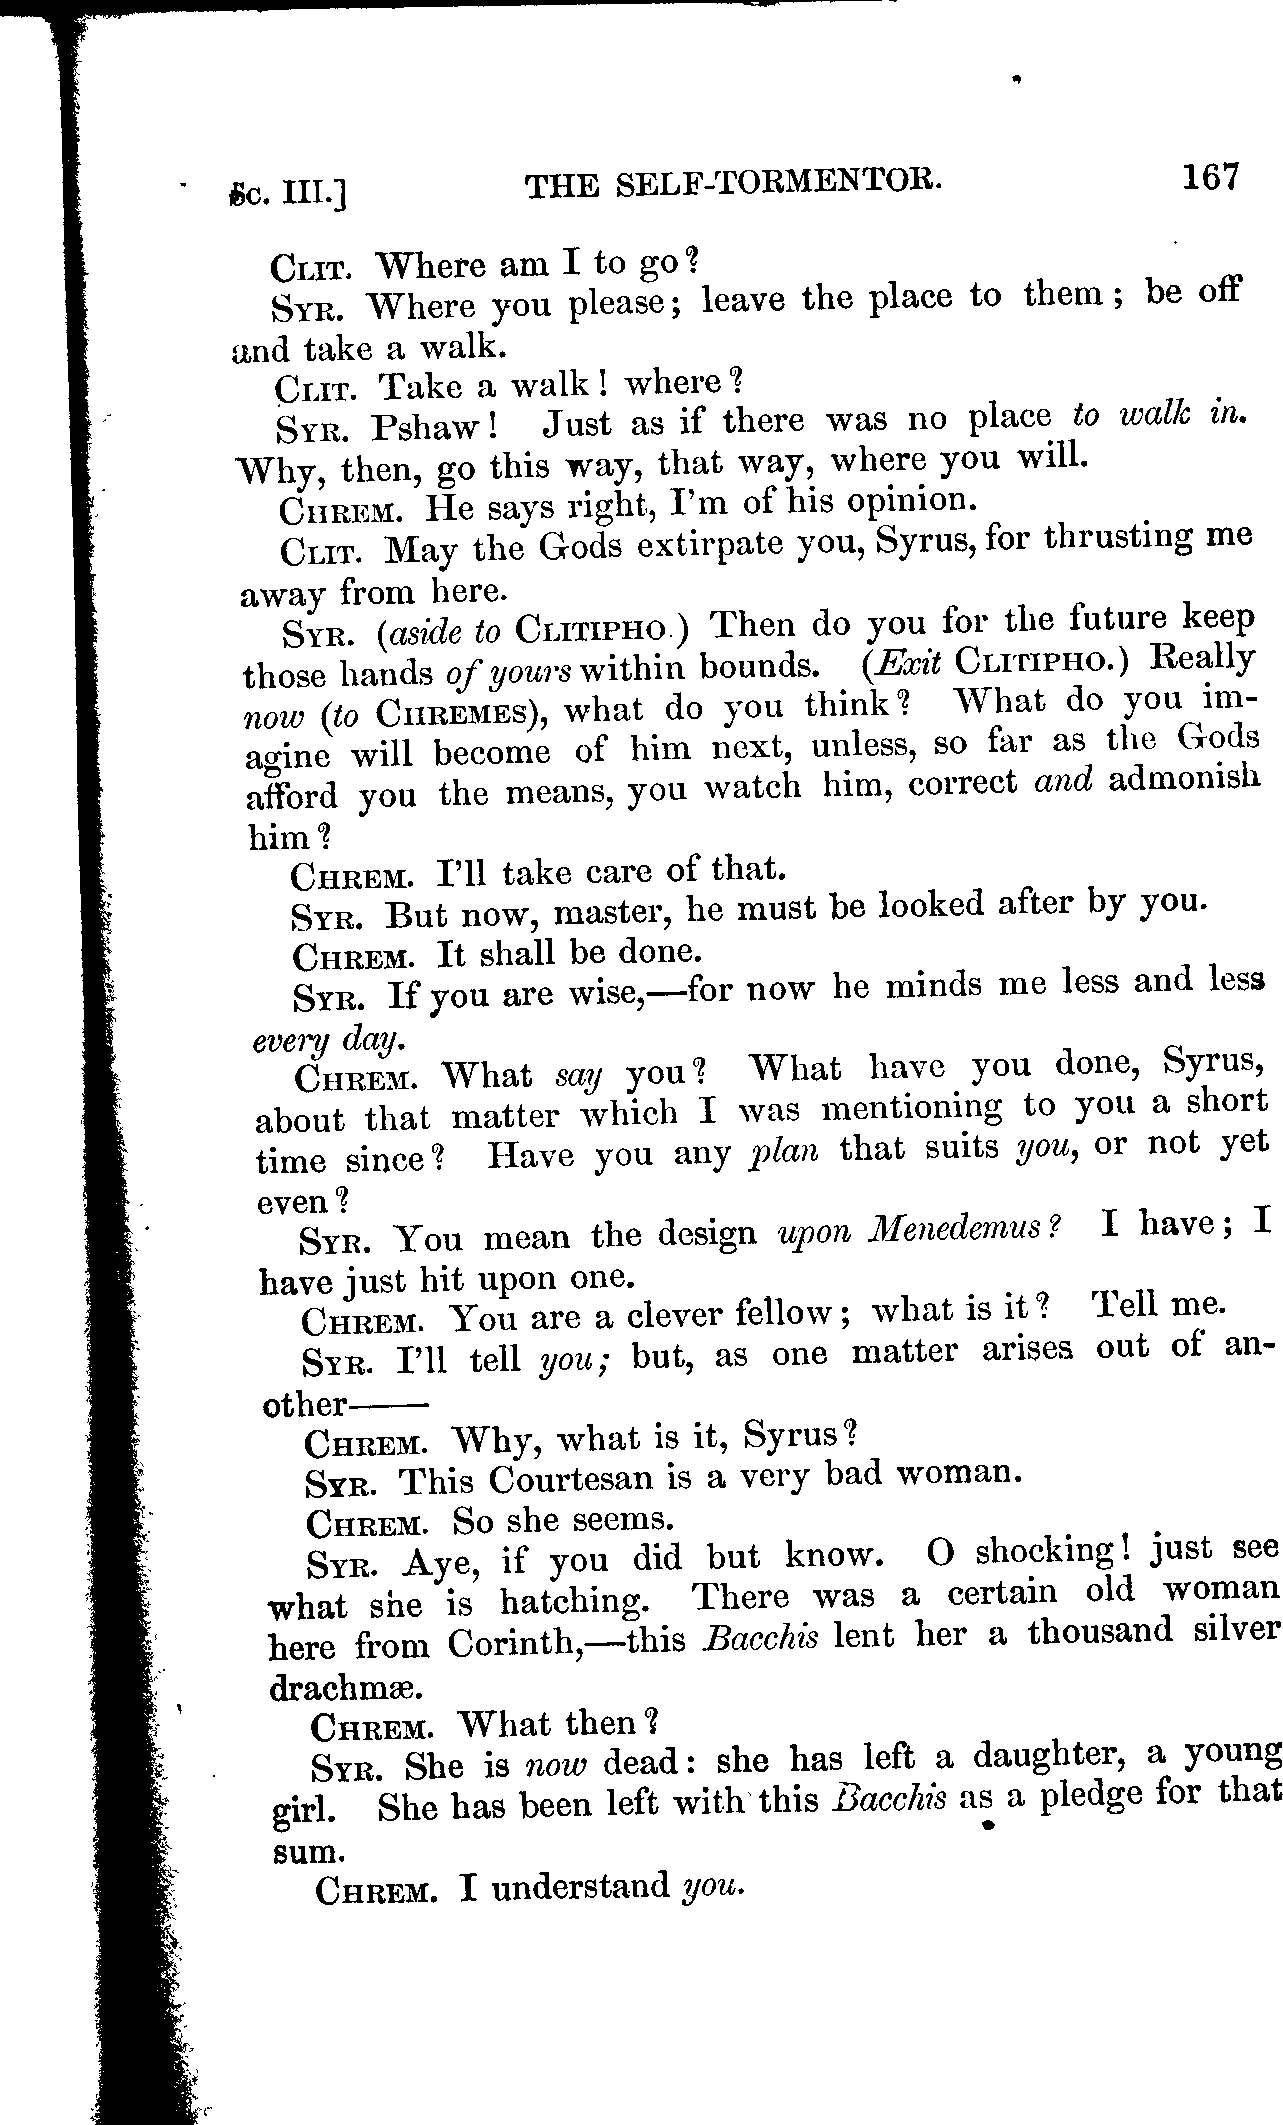 Sc. III.] THE SELF-TORMENTOR. 167
CLIT. Where am I to go?
SYR. Where you please; leave the place to them; be off
and take a walk.
CLIT. Take a walk! where?
SYR. Pshaw! Just as if there was no place to walk in.
Why, then, go this way, that way, where you will.
CHREM. He says right, I'm of his opinion.
CLIT. May the Gods extirpate you, Syrus, for thrusting me
away from here.
SYR. (aside to CLITIPHO.) Then do you for the future keep
those hands of yours within bounds. (Exit CLITIPHO.) Really
now (to CHREMES), what do you think? What do you im-
agine will become of him next, unless, so far as the Gods
afford you the means, you watch him, correct and admonish
him?
CHREM. I'll take care of that.
SYR. But now, master, he must be looked after by you.
CHREM. It shall be done.
SYR. If you are wise,—for now he minds me less and less
every day.
CHREM. What say you? What have you done, Syrus,
about that matter which I was mentioning to you a short
time since? Have you any plan that suits you, or not yet
even?
SYR. You mean the design upon Menedemus? I have; I
have just hit upon one.
CHREM. You are a clever fellow; what is it? Tell me.
SYR. I'll tell you; but, as one matter arises out of an-
other——
CHREM. Why, what is it, Syrus?
SYR. This Courtesan is a very bad woman.
CHREM. So she seems.
SYR. Aye, if you did but know. O shocking! just see
what she is hatching. There was a certain old woman
here from Corinth,—this Bacchis lent her a thousand silver
drachmæ.
CHREM. What then?
SYR. She is now dead: she has left a daughter, a young
girl. She has been left with this Bacchis as a pledge for that
sum.
CHREM. I understand you.